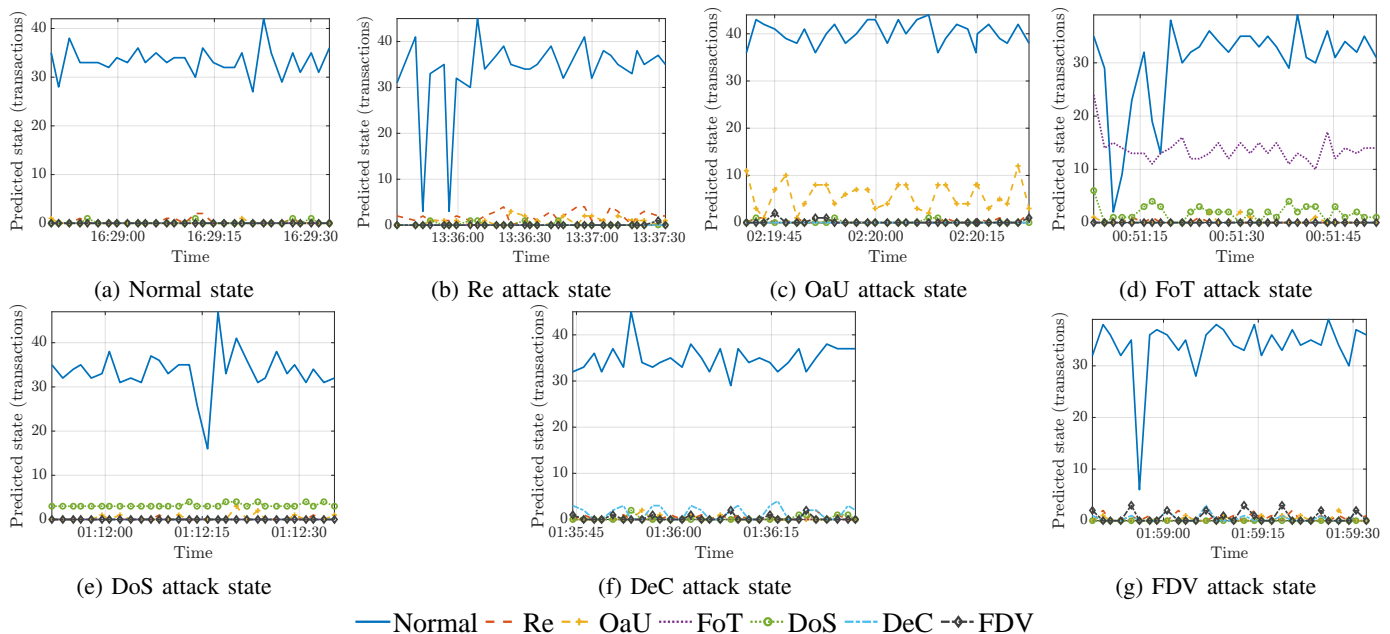 Predicted state (transactions)
40
30
20
10
0
16:29:00 16:29:15 16:29:30
Time
(a) Normal state
Predicted state (transactions)
40
30
20
10
0
13:36:00 13:36:30 13:37:00 13:37:30
Time
(b) Re attack state
Predicted state (transactions)
40
30
20
10
0
02:19:45 02:20:00 02:20:15
Time
(c) OaU attack state
Predicted state (transactions)
30
20
10
0
00:51:15 00:51:30 00:51:45
Time
(d) FoT attack state
Predicted state (transactions)
40
30
20
10
0
01:12:00 01:12:15 01:12:30
Time
(e) DoS attack state
Predicted state (transactions)
40
30
20
10
0
01:35:45 01:36:00 01:36:15
Time
(f) DeC attack state
Predicted state (transactions)
30
20
10
0
01:59:00 01:59:15 01:59:30
Time
(g) FDV attack state
Normal Re OaU FoT DoS DeC FDV